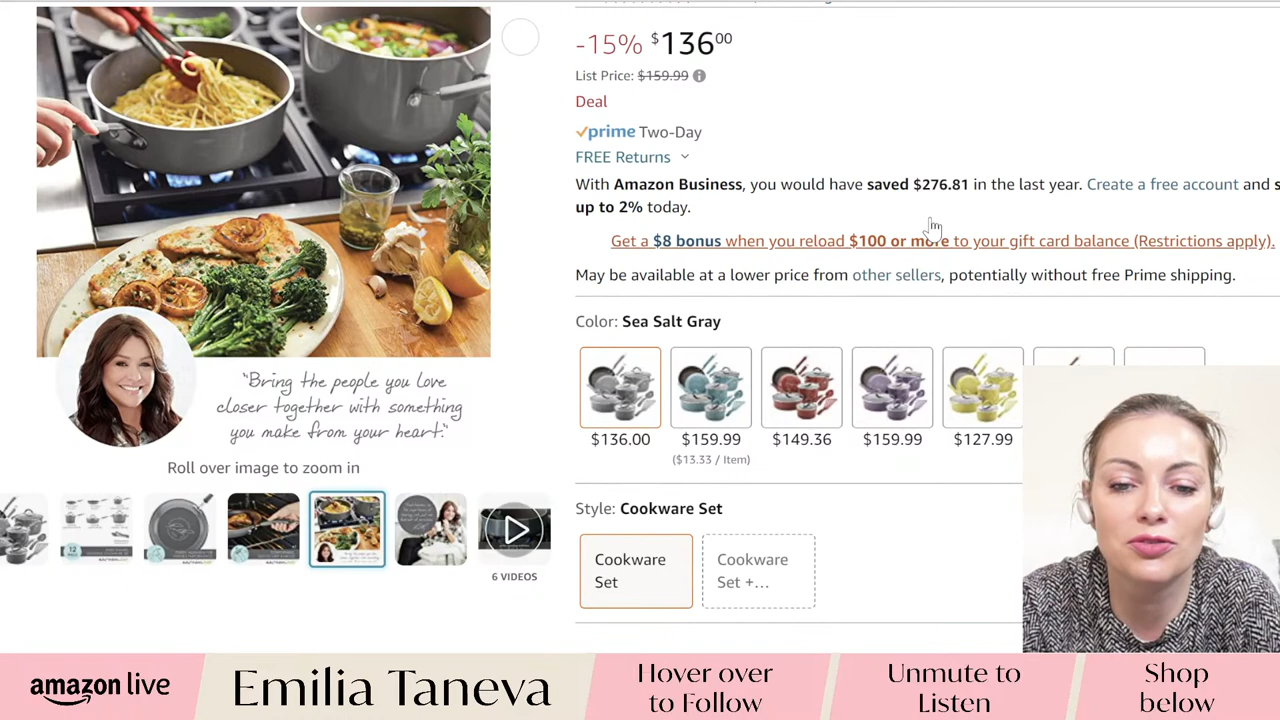 -15% $136⁰⁰
List Price: $159.99
Deal
prime Two-Day
FREE Returns
With Amazon Business, you would have saved $276.81 in the last year. Create a free account and s
up to 2% today.
Get a $8 bonus when you reload $100 or more to your gift card balance (Restrictions apply).
May be available at a lower price from other sellers, potentially without free Prime shipping.
Color: Sea Salt Gray
$136.00 $159.99 $149.36 $159.99 $127.99
($13.33 / Item)
"Bring the people you love
closer together with something
you make from your heart."
Roll over image to zoom in
12
6 VIDEOS
Style: Cookware Set
Cookware
Set
Cookware
Set +...
amazon live
Emilia Taneva
Hover over
to Follow
Unmute to
Listen
Shop
below